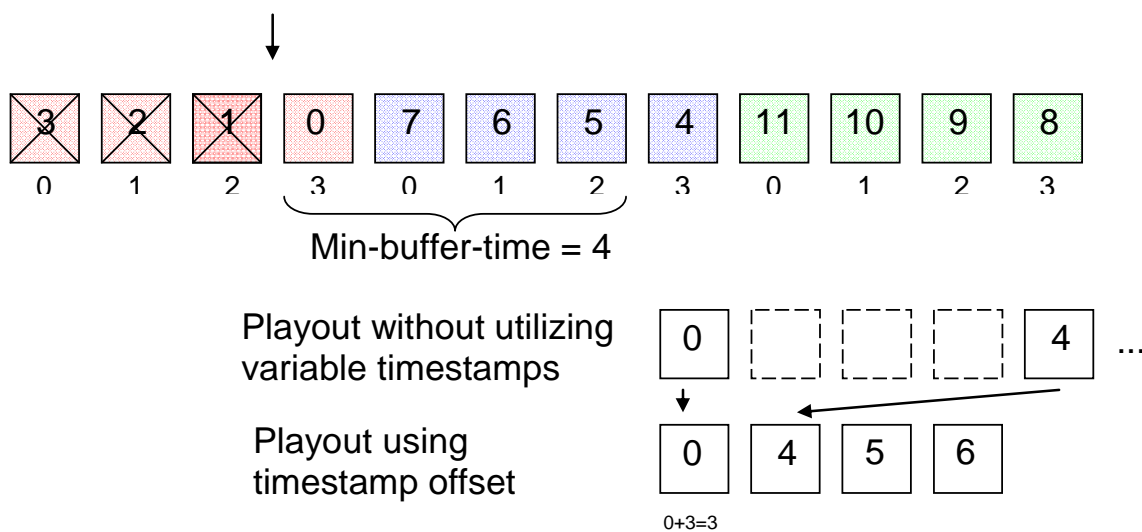 3 2 1 0 7 6 5 4 11 10 9 8
0 1 2 3 0 1 2 3 0 1 2 3
Min-buffer-time = 4
Playout without utilizing
variable timestamps
0 4 ...
Playout using
timestamp offset
0 4 5 6
0+3=3